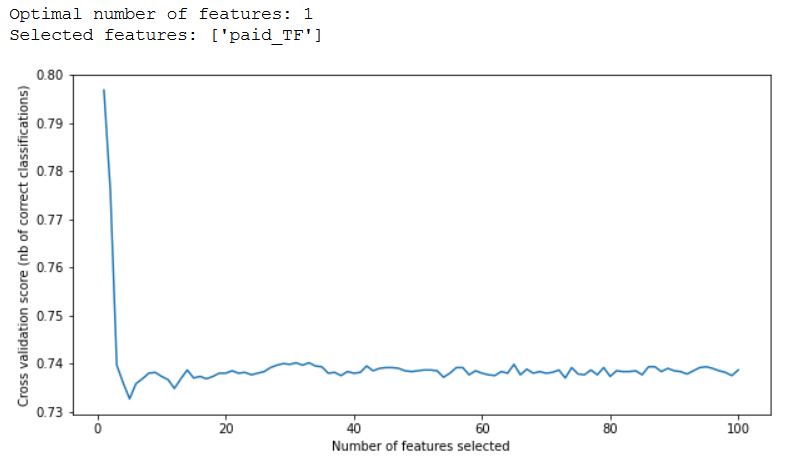 Optimal number of features: 1
Selected features: ['paid_TF']
0.80
0.79
0.78
0.77
0.76
0.75
0.74
0.73
Cross validation score (nb of correct classifications)
0 20 40 60 80 100
Number of features selected